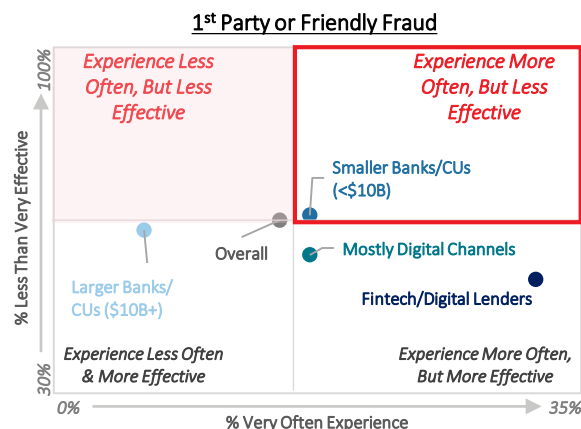 1st Party or Friendly Fraud
100%
Experience Less
Often, But Less
Effective
Experience More
Often, But Less
Effective
Smaller Banks/CUs
(<$10B)
% Less Than Very Effective
Overall
Mostly Digital Channels
Larger Banks/
CUs ($10B+)
Fintech/Digital Lenders
Experience Less Often
& More Effective
Experience More Often,
But More Effective
30%
0%
35%
% Very Often Experience